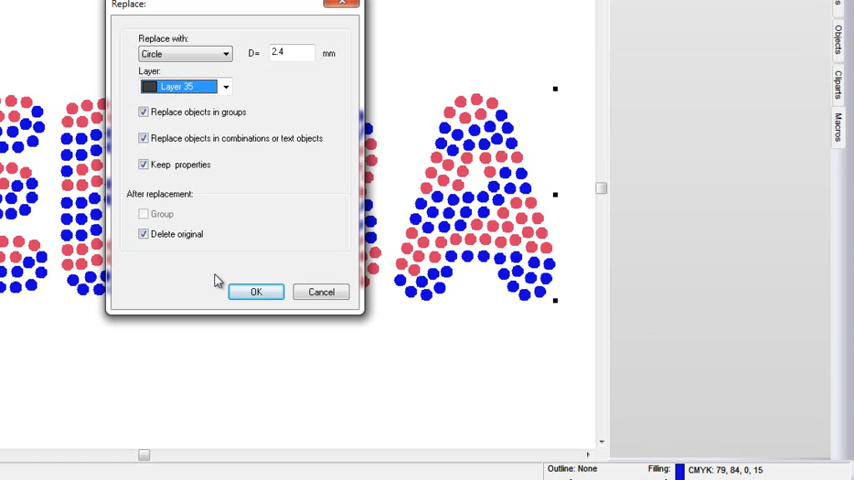 Replace:
Replace with:
Circle
D= 2.4 mm
Layer:
Layer 35
Replace objects in groups
Replace objects in combinations or text objects
Keep properties
After replacement:
Group
Delete original
OK Cancel
Objects
Cliparts
Macros
Outline: None Filling: CMYK: 79, 84, 0, 15